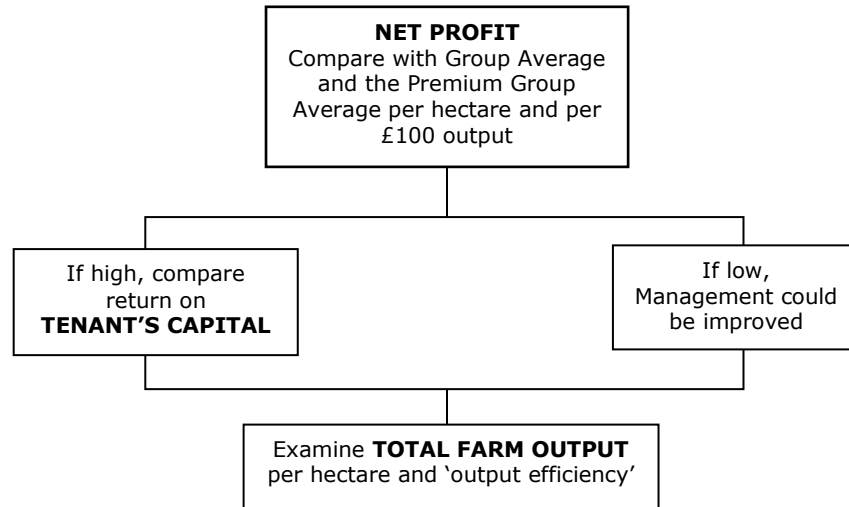 NET PROFIT
Compare with Group Average
and the Premium Group
Average per hectare and per
£100 output
If high, compare
return on
TENANT’S CAPITAL
If low,
Management could
be improved
Examine TOTAL FARM OUTPUT
per hectare and ‘output efficiency’